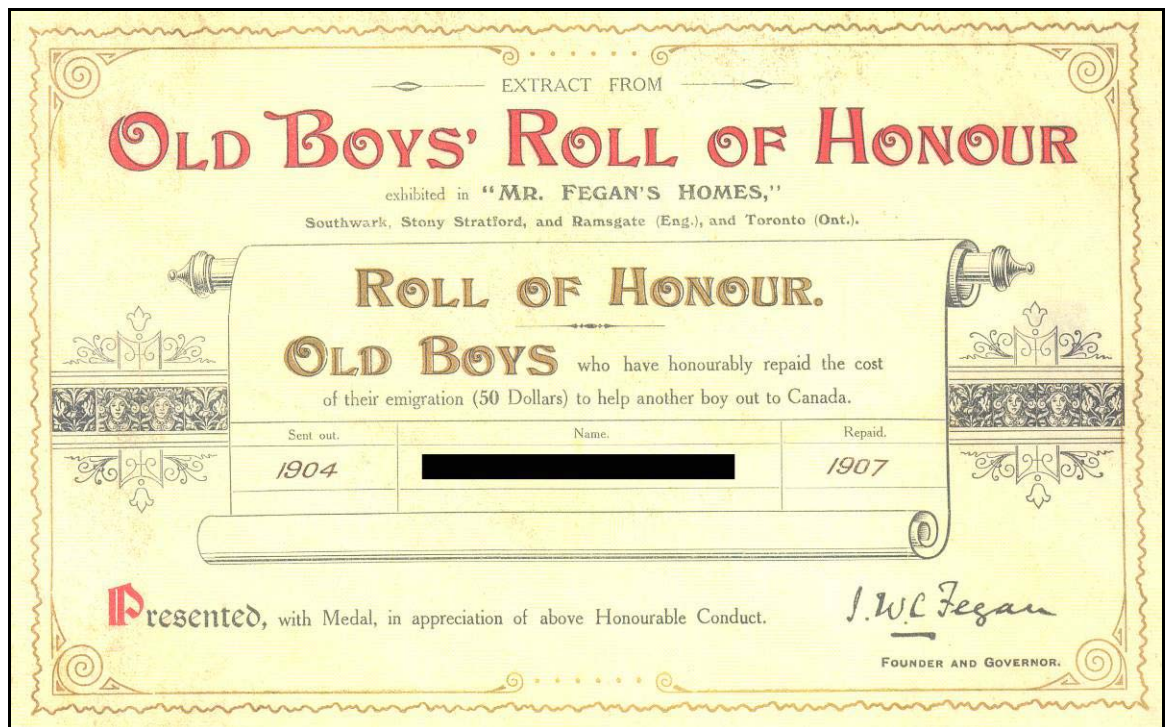 EXTRACT FROM
OLD BOYS' ROLL OF HONOUR
exhibited in "MR. FEGAN'S HOMES,"
Southwark, Stony Stratford, and Ramsgate (Eng.), and Toronto (Ont.).
ROLL OF HONOUR.
OLD BOYS who have honourably repaid the cost
of their emigration (50 Dollars) to help another boy out to Canada.
Sent out. Name. Repaid.
1904 1907
Presented, with Medal, in appreciation of above Honourable Conduct.
J. W. C. Fegan
FOUNDER AND GOVERNOR.